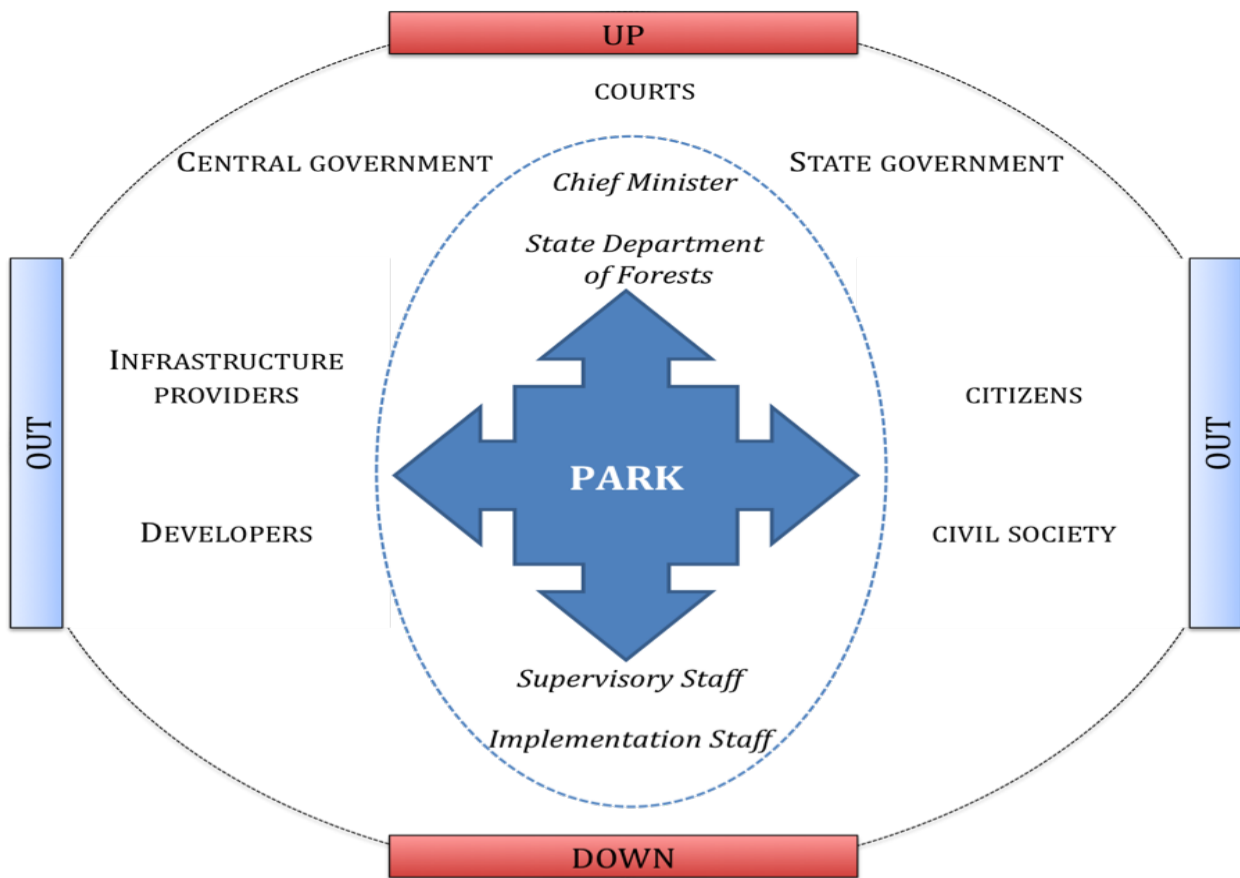 UP
COURTS
CENTRAL GOVERNMENT
STATE GOVERNMENT
Chief Minister
State Department
of Forests
INFRASTRUCTURE
PROVIDERS
CITIZENS
OUT
PARK
OUT
DEVELOPERS
CIVIL SOCIETY
Supervisory Staff
Implementation Staff
DOWN